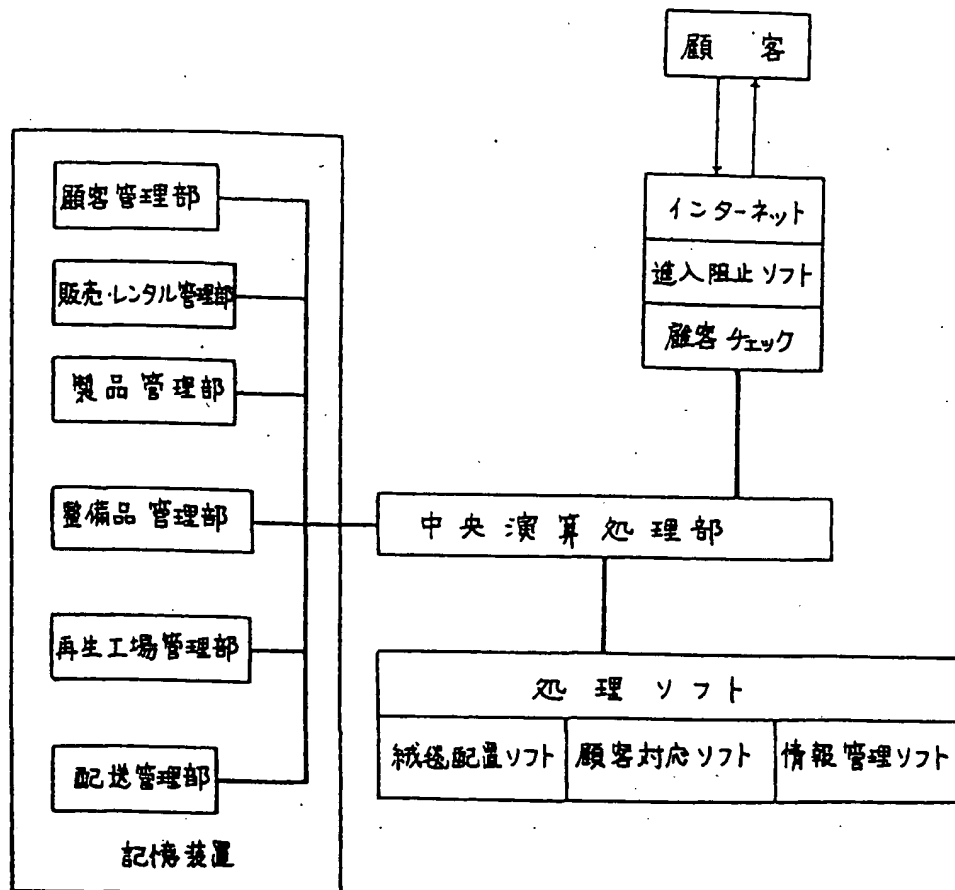 顧客
インターネット
進入阻止ソフト
顧客チェック
顧客管理部
販売・レンタル管理部
製品管理部
整備品管理部
再生工場管理部
配送管理部
記憶装置
中央演算処理部
処理ソフト
絨毯配置ソフト
顧客対応ソフト
情報管理ソフト